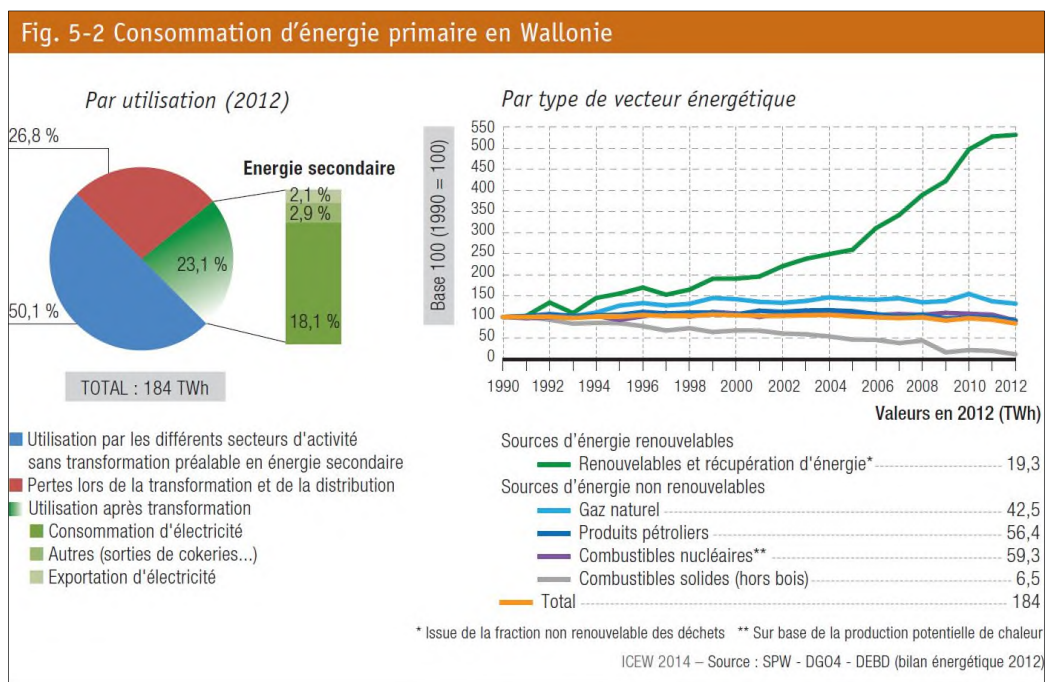 Fig. 5-2 Consommation d'énergie primaire en Wallonie
Par utilisation (2012)
26,8 %
Energie secondaire
2,1 %
2,9 %
23,1 %
18,1 %
50,1 %
TOTAL : 184 TWh
Utilisation par les différents secteurs d'activité
sans transformation préalable en énergie secondaire
Pertes lors de la transformation et de la distribution
Utilisation après transformation
Consommation d'électricité
Autres (sorties de cokeries...)
Exportation d'électricité
Par type de vecteur énergétique
Base 100 (1990 = 100)
550
500
450
400
350
300
250
200
150
100
50
0
1990 1992 1994 1996 1998 2000 2002 2004 2006 2008 2010 2012
Valeurs en 2012 (TWh)
Sources d'énergie renouvelables
Renouvelables et récupération d'énergie* 19,3
Sources d'énergie non renouvelables
Gaz naturel 42,5
Produits pétroliers 56,4
Combustibles nucléaires** 59,3
Combustibles solides (hors bois) 6,5
Total 184
* Issue de la fraction non renouvelable des déchets ** Sur base de la production potentielle de chaleur
ICEW 2014 – Source : SPW - DGO4 - DEBD (bilan énergétique 2012)